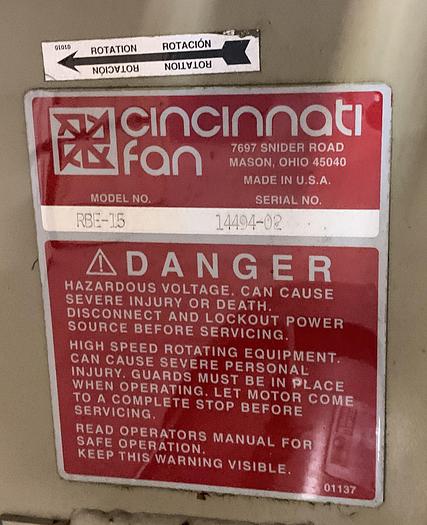 01010 ROTATION ROTACIÓN
ROTATION ROTACIÓN
cincinnati
fan
7697 SNIDER ROAD
MASON, OHIO 45040
MADE IN U.S.A.
MODEL NO. SERIAL NO.
RBE-15 14494-02
DANGER
HAZARDOUS VOLTAGE. CAN CAUSE
SEVERE INJURY OR DEATH.
DISCONNECT AND LOCKOUT POWER
SOURCE BEFORE SERVICING.
HIGH SPEED ROTATING EQUIPMENT.
CAN CAUSE SEVERE PERSONAL
INJURY. GUARDS MUST BE IN PLACE
WHEN OPERATING. LET MOTOR COME
TO A COMPLETE STOP BEFORE
SERVICING.
READ OPERATORS MANUAL FOR
SAFE OPERATION.
KEEP THIS WARNING VISIBLE.
01137